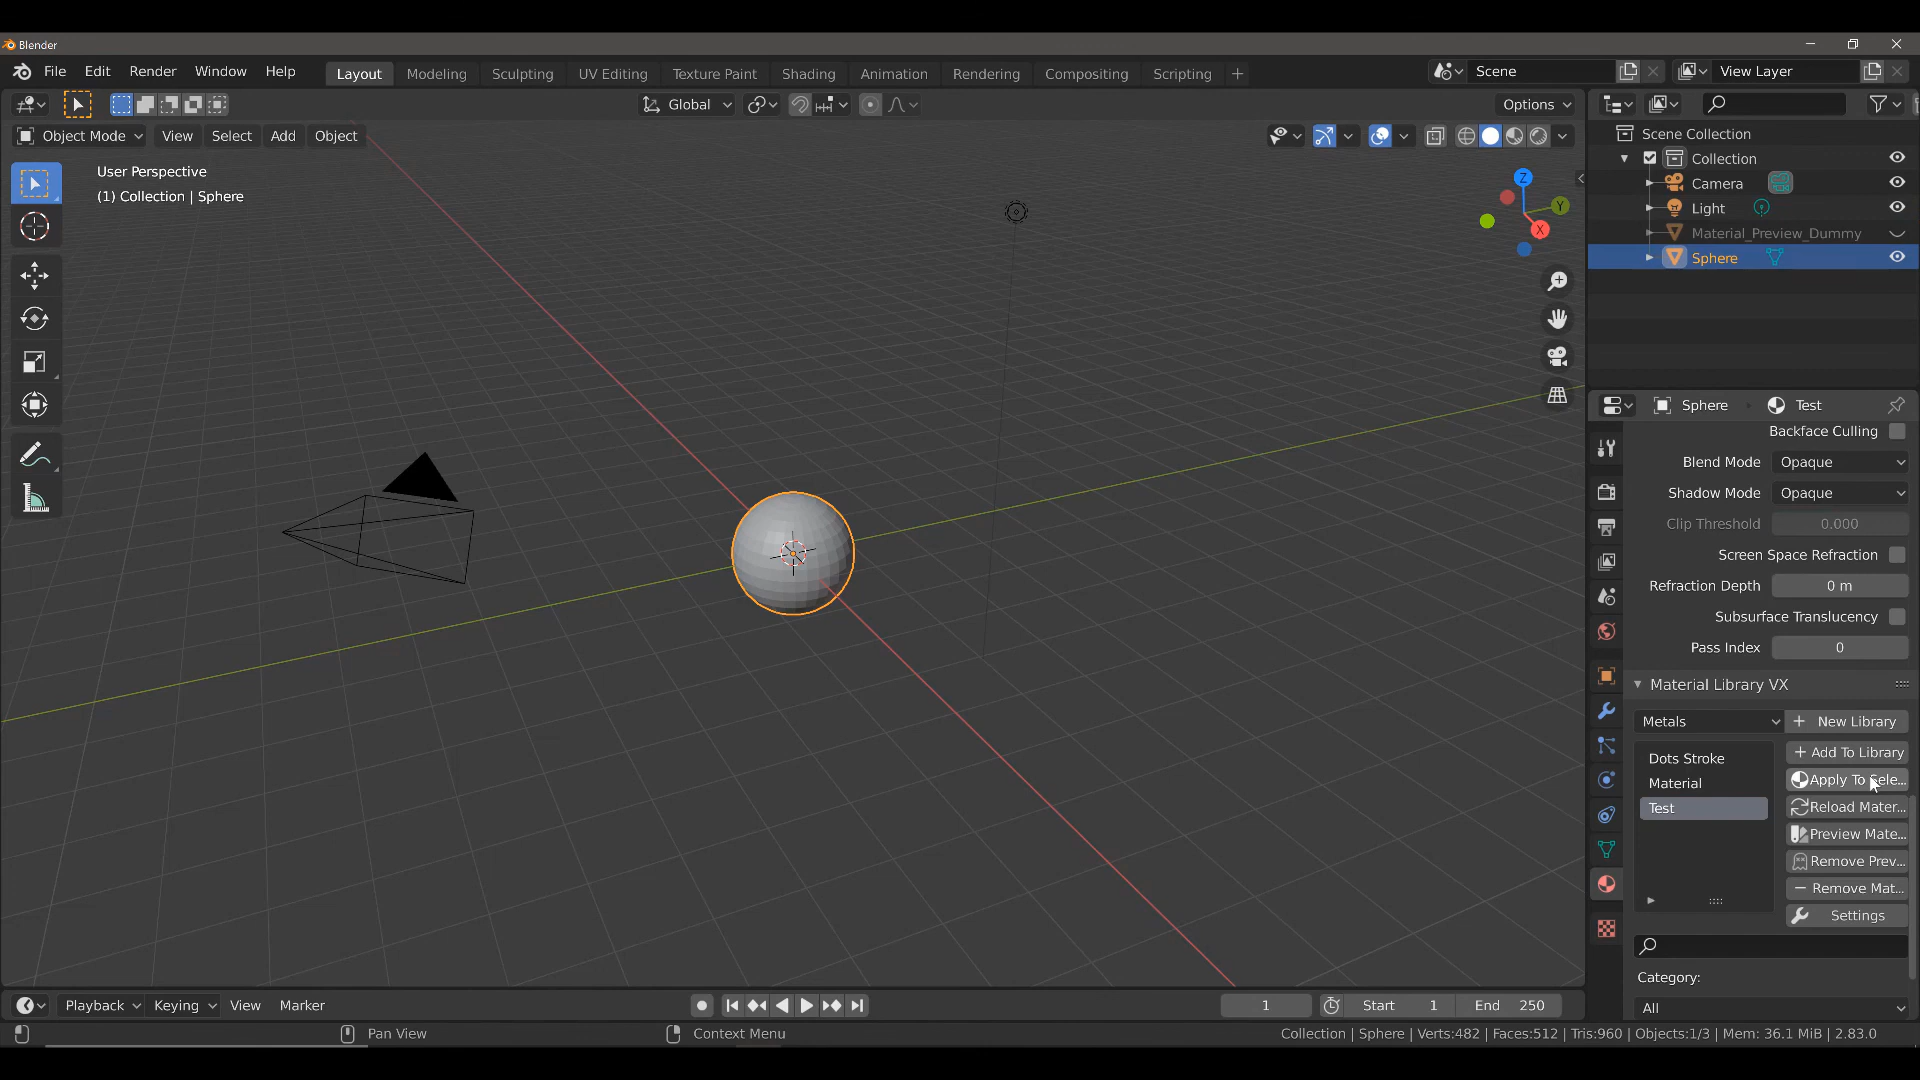 Blender
File Edit Render Window Help Layout Modeling Sculpting UV Editing Texture Paint Shading Animation Rendering Compositing Scripting + Scene View Layer
Global Options
Object Mode View Select Add Object
User Perspective
(1) Collection | Sphere
Z
Y
X
Scene Collection
Collection
Camera
Light
Material_Preview_Dummy
Sphere
Sphere Test
Backface Culling
Blend Mode Opaque
Shadow Mode Opaque
Clip Threshold 0.000
Screen Space Refraction
Refraction Depth 0 m
Subsurface Translucency
Pass Index 0
Material Library VX
Metals + New Library
Dots Stroke
Material
Test
+ Add To Library
Apply To Sele...
Reload Mater...
Preview Mate...
Remove Prev...
Remove Mat...
Settings
Category:
All
Playback Keying View Marker 1 Start 1 End 250
Pan View Context Menu Collection | Sphere | Verts:482 | Faces:512 | Tris:960 | Objects:1/3 | Mem: 36.1 MiB | 2.83.0